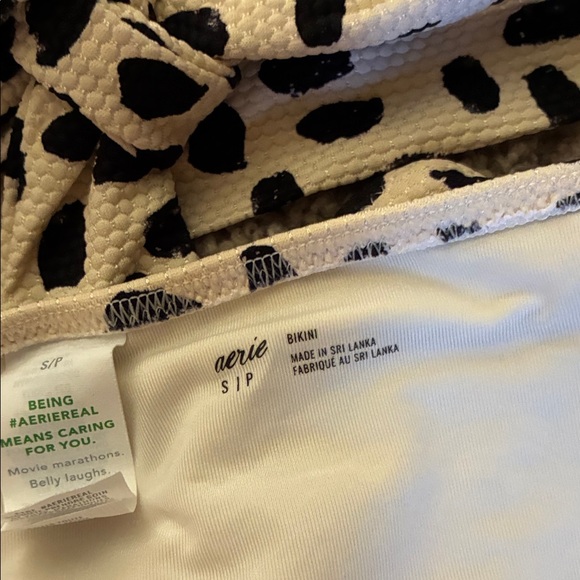 aerie
S | P
BIKINI
MADE IN SRI LANKA
FABRIQUÉ AU SRI LANKA
S/P
BEING
#AERIEREAL
MEANS CARING
FOR YOU.
Movie marathons.
Belly laughs.
#AERIEREAL